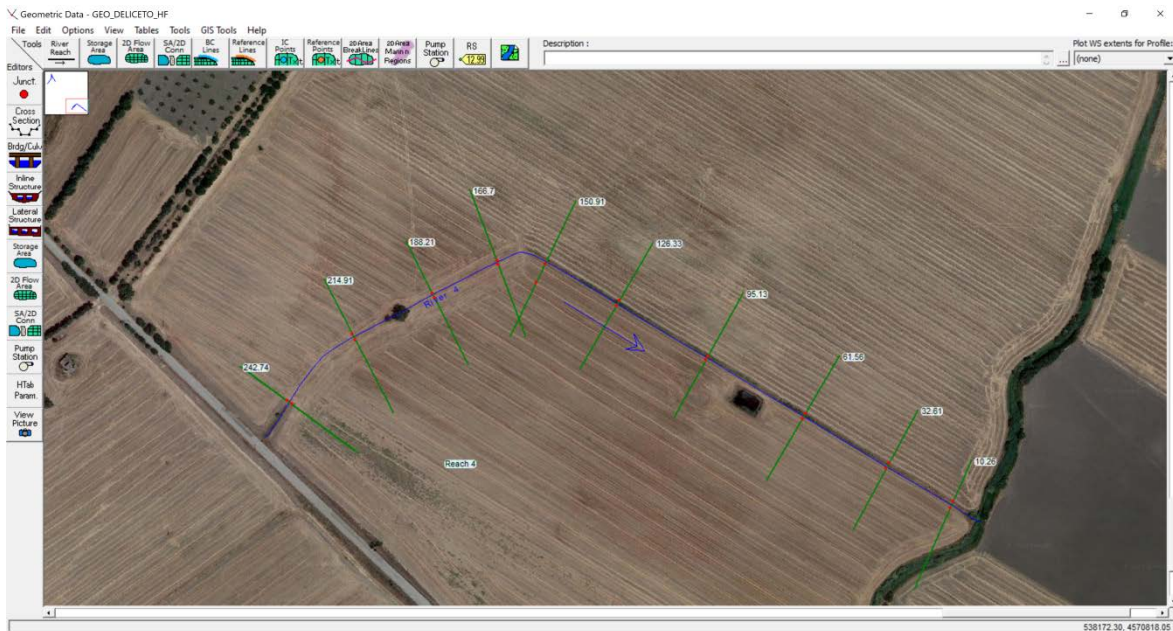 Geometric Data - GEO_DELICETO_HF
File Edit Options View Tables Tools GIS Tools Help
Tools
River Reach
Storage Area
2D Flow Area
SA/2D Conn
BC Lines
Reference Lines
IC Points
Reference Points
2D Area BreakLines
2D Area Mann n Regions
Pump Station
RS
Description :
...
Plot WS extents for Profile:
(none)
Editors
Junct.
Cross Section
Brdg/Culv
Inline Structure
Lateral Structure
Storage Area
2D Flow Area
SA/2D Conn
Pump Station
HTab Param.
View Picture
166.7
150.91
188.21
126.33
214.91
River 4
95.13
242.74
61.56
32.61
Reach 4
10.26
538172.30, 4570818.05